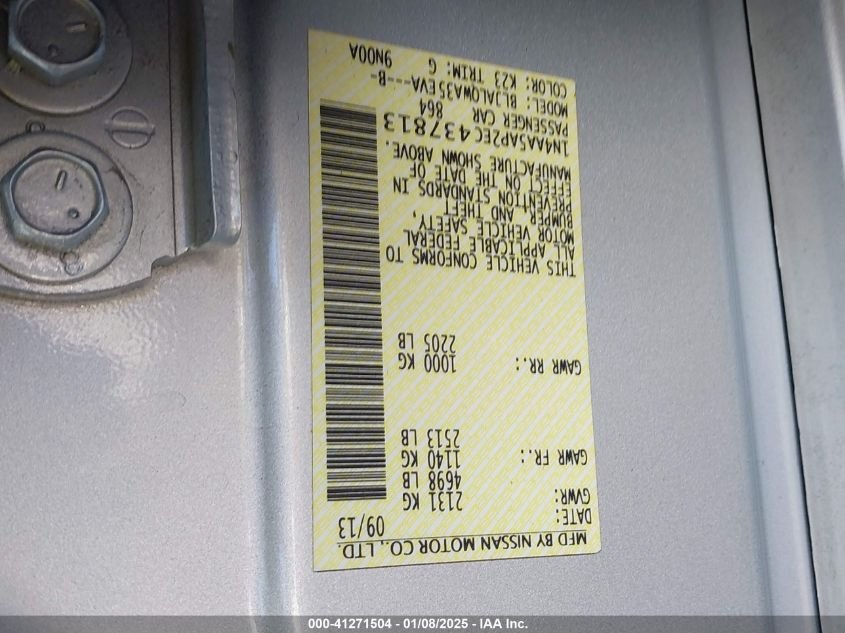 MFD BY NISSAN MOTOR CO., LTD.
DATE: 09/13
GVWR: 2131 KG
4698 LB
GAWR FR.: 1140 KG
2513 LB
GAWR RR.: 1000 KG
2205 LB
THIS VEHICLE CONFORMS TO
ALL APPLICABLE FEDERAL
MOTOR VEHICLE SAFETY,
BUMPER, AND THEFT
PREVENTION STANDARDS IN
EFFECT ON THE DATE OF
MANUFACTURE SHOWN ABOVE.
1N4AA5AP2EC437813
PASSENGER CAR 864
MODEL: BLJALOWA35EVA---B-
COLOR: K23 TRIM: G 9N00A
000-41271504 - 01/08/2025 - IAA Inc.